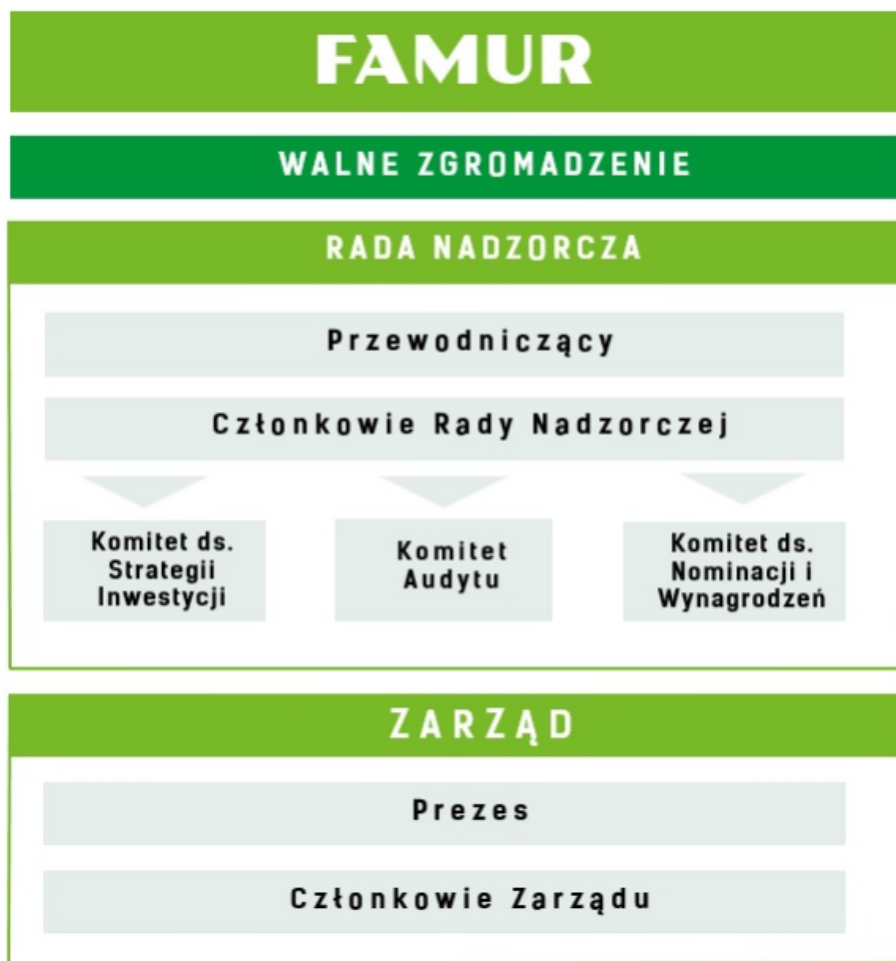 FAMUR
WALNE ZGROMADZENIE
RADA NADZORCZA
Przewodniczący
Członkowie Rady Nadzorczej
Komitet ds.
Strategii
Inwestycji
Komitet
Audytu
Komitet ds.
Nominacji i
Wynagrodzeń
ZARZĄD
Prezes
Członkowie Zarządu